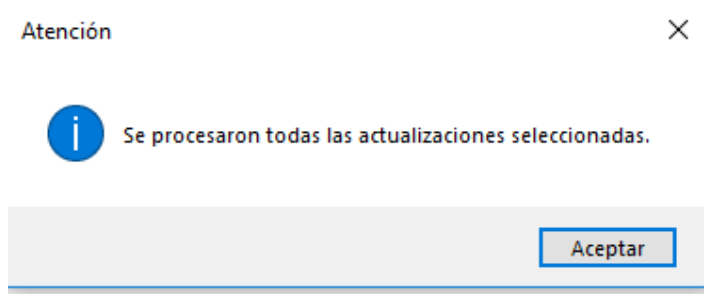 Atención
Se procesaron todas las actualizaciones seleccionadas.
Aceptar